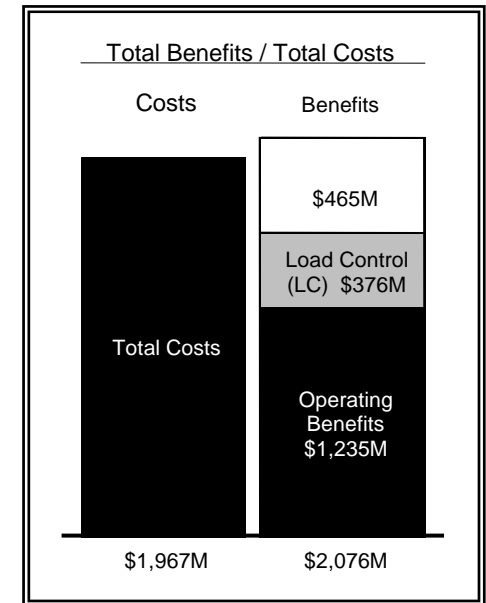 Total Benefits / Total Costs
Costs
Benefits
$465M
Load Control
(LC) $376M
Total Costs
Operating
Benefits
$1,235M
$1,967M
$2,076M